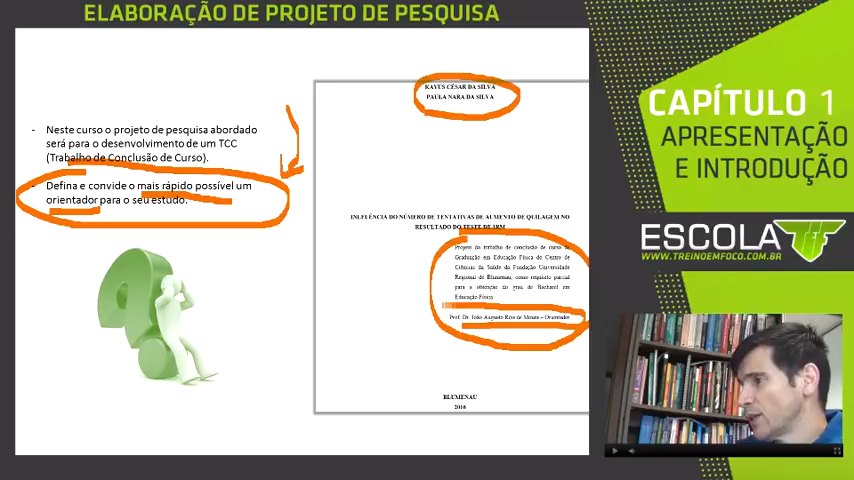 ELABORAÇÃO DE PROJETO DE PESQUISA
- Neste curso o projeto de pesquisa abordado
será para o desenvolvimento de um TCC
(Trabalho de Conclusão de Curso).
- Defina e convide o mais rápido possível um
orientador para o seu estudo.
KAYUS CÉSAR DA SILVA
PAULA NARA DA SILVA
INLFUÊNCIA DO NÚMERO DE TENTATIVAS DE AUMENTO DE QUILAGEM NO
RESULTADO DO TESTE DE 1RM
Projeto do trabalho de conclusão de curso de
Graduação em Educação Física do Centro de
Ciências da Saúde da Fundação Universidade
Regional de Blumenau, como requisito parcial
para a obtenção do grau de Bacharel em
Educação Física
Prof. Dr. João Augusto Reis de Moura – Orientador
BLUMENAU
2016
CAPÍTULO 1
APRESENTAÇÃO
E INTRODUÇÃO
ESCOLA TIF
WWW.TREINOEMFOCO.COM.BR